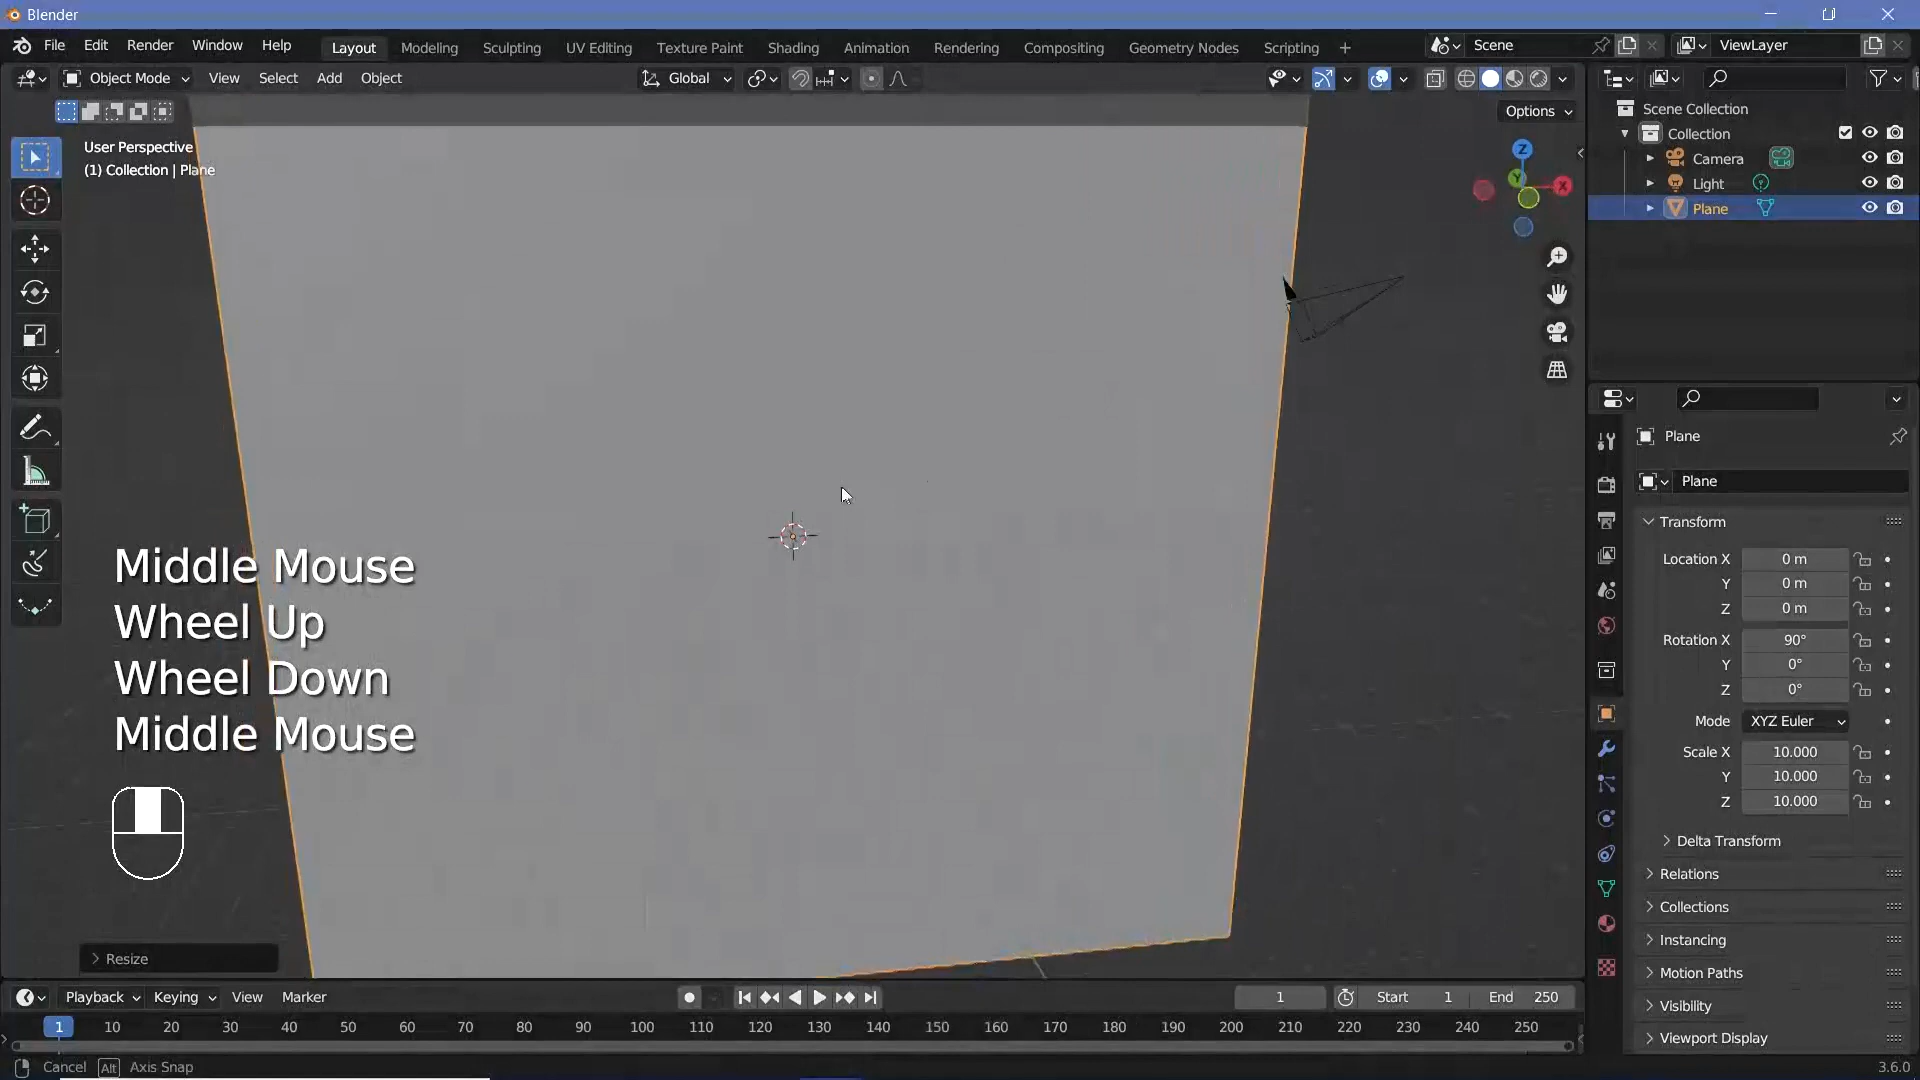 Blender
File Edit Render Window Help
Layout Modeling Sculpting UV Editing Texture Paint Shading Animation Rendering Compositing Geometry Nodes Scripting +
Scene
ViewLayer
Object Mode View Select Add Object
Global
Options
User Perspective
(1) Collection | Plane
Z
Y
X
Scene Collection
Collection
Camera
Light
Plane
Plane
Plane
Transform
Location X 0 m
Y 0 m
Z 0 m
Rotation X 90°
Y 0°
Z 0°
Mode XYZ Euler
Scale X 10.000
Y 10.000
Z 10.000
Delta Transform
Relations
Collections
Instancing
Motion Paths
Visibility
Viewport Display
Middle Mouse
Wheel Up
Wheel Down
Middle Mouse
Resize
Playback Keying View Marker
1 Start 1 End 250
1 10 20 30 40 50 60 70 80 90 100 110 120 130 140 150 160 170 180 190 200 210 220 230 240 250
Cancel Alt Axis Snap
3.6.0